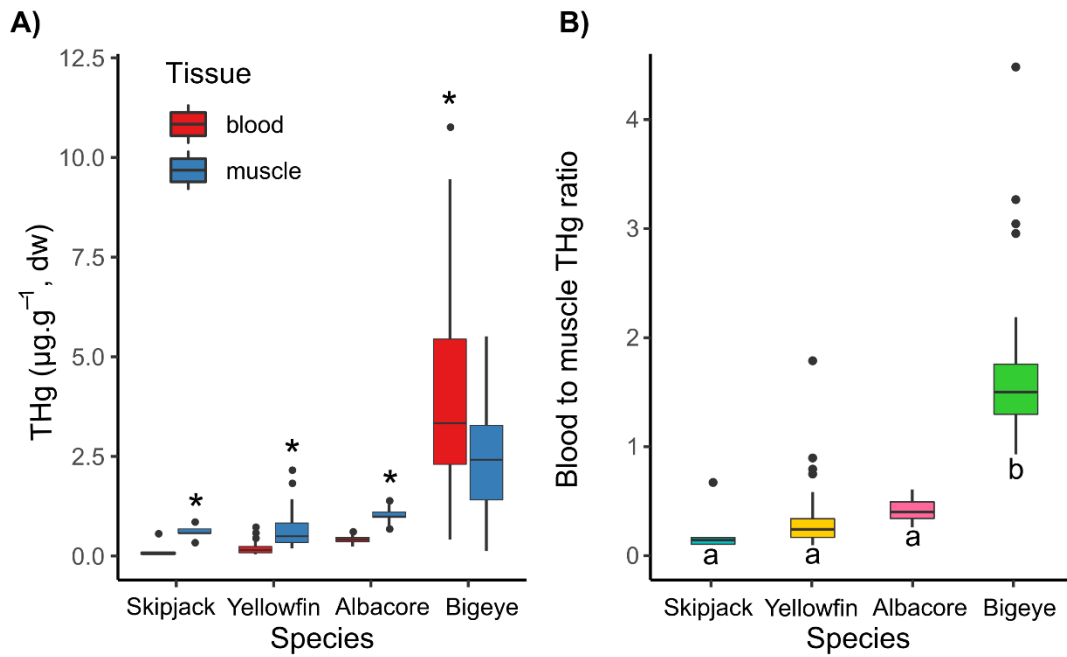 A)
12.5
10.0
7.5
5.0
2.5
0.0
THg (µg.g⁻¹, dw)
Tissue
blood
muscle
*
*
*
*
Skipjack Yellowfin Albacore Bigeye
Species
B)
4
3
2
1
0
Blood to muscle THg ratio
a
a
a
b
Skipjack Yellowfin Albacore Bigeye
Species